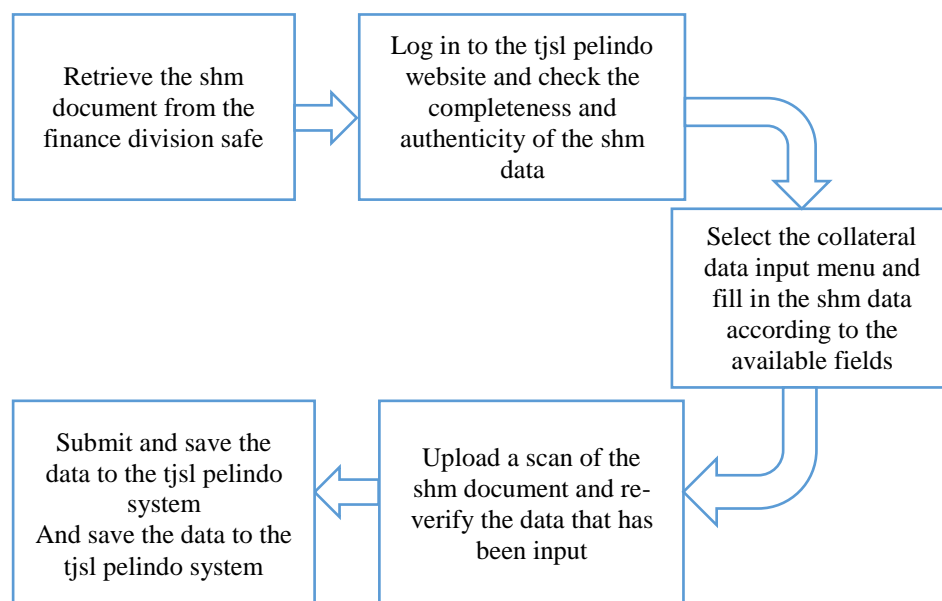 Retrieve the shm
document from the
finance division safe
Log in to the tjsl pelindo
website and check the
completeness and
authenticity of the shm
data
Select the collateral
data input menu and
fill in the shm data
according to the
available fields
Upload a scan of the
shm document and re-
verify the data that has
been input
Submit and save the
data to the tjsl pelindo
system
And save the data to the
tjsl pelindo system